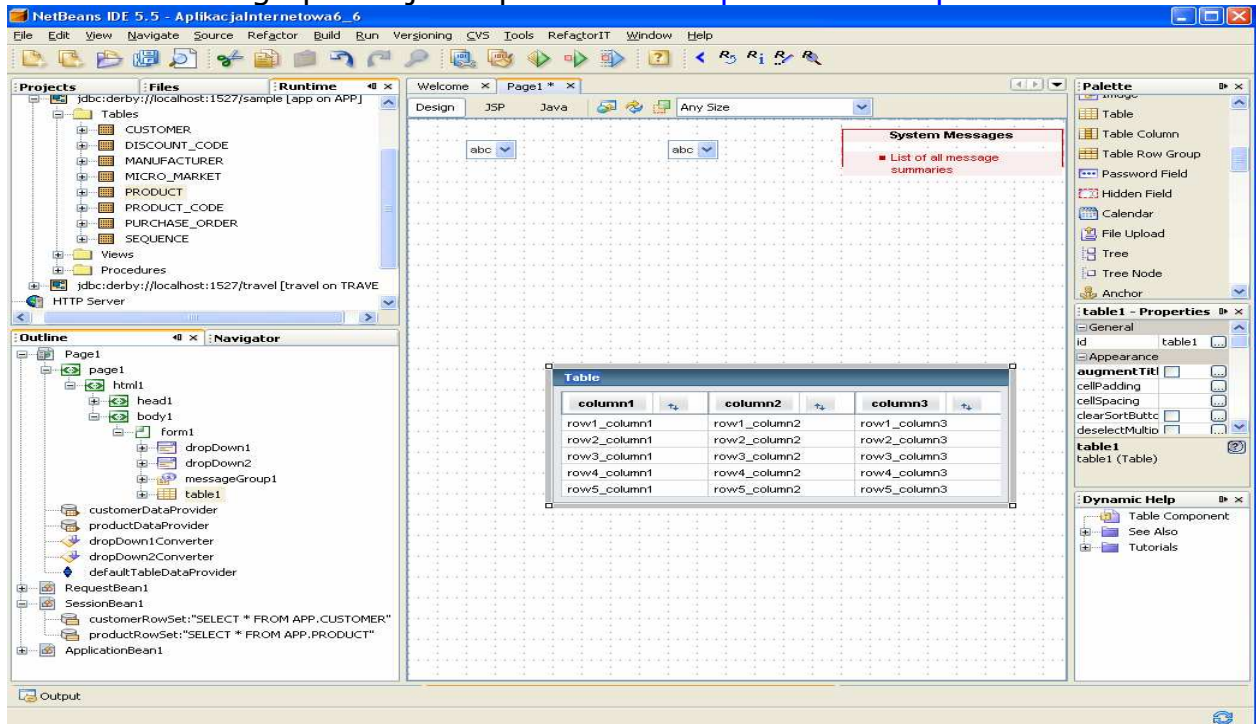 NetBeans IDE 5.5 - AplikacjaInternetowa6_6
File Edit View Navigate Source Refactor Build Run Versioning CVS Tools RefactorIT Window Help
Projects Files Runtime
jdbc:derby://localhost:1527/sample [app on APP]
Tables
CUSTOMER
DISCOUNT_CODE
MANUFACTURER
MICRO_MARKET
PRODUCT
PRODUCT_CODE
PURCHASE_ORDER
SEQUENCE
Views
Procedures
jdbc:derby://localhost:1527/travel [travel on TRAVE
HTTP Server
Outline Navigator
Page1
page1
html1
head1
body1
form1
dropDown1
dropDown2
messageGroup1
table1
customerDataProvider
productDataProvider
dropDown1Converter
dropDown2Converter
defaultTableDataProvider
RequestBean1
SessionBean1
customerRowSet:"SELECT * FROM APP.CUSTOMER"
productRowSet:"SELECT * FROM APP.PRODUCT"
ApplicationBean1
Output
Welcome Page1 *
Design JSP Java Any Size
abc abc
System Messages
List of all message
summaries
Table
column1 column2 column3
row1_column1 row1_column2 row1_column3
row2_column1 row2_column2 row2_column3
row3_column1 row3_column2 row3_column3
row4_column1 row4_column2 row4_column3
row5_column1 row5_column2 row5_column3
Palette
Image
Table
Table Column
Table Row Group
Password Field
Hidden Field
Calendar
File Upload
Tree
Tree Node
Anchor
table1 - Properties
General
id table1
Appearance
augmentTitl
cellPadding
cellSpacing
clearSortButtc
deselectMultip
table1
table1 (Table)
Dynamic Help
Table Component
See Also
Tutorials